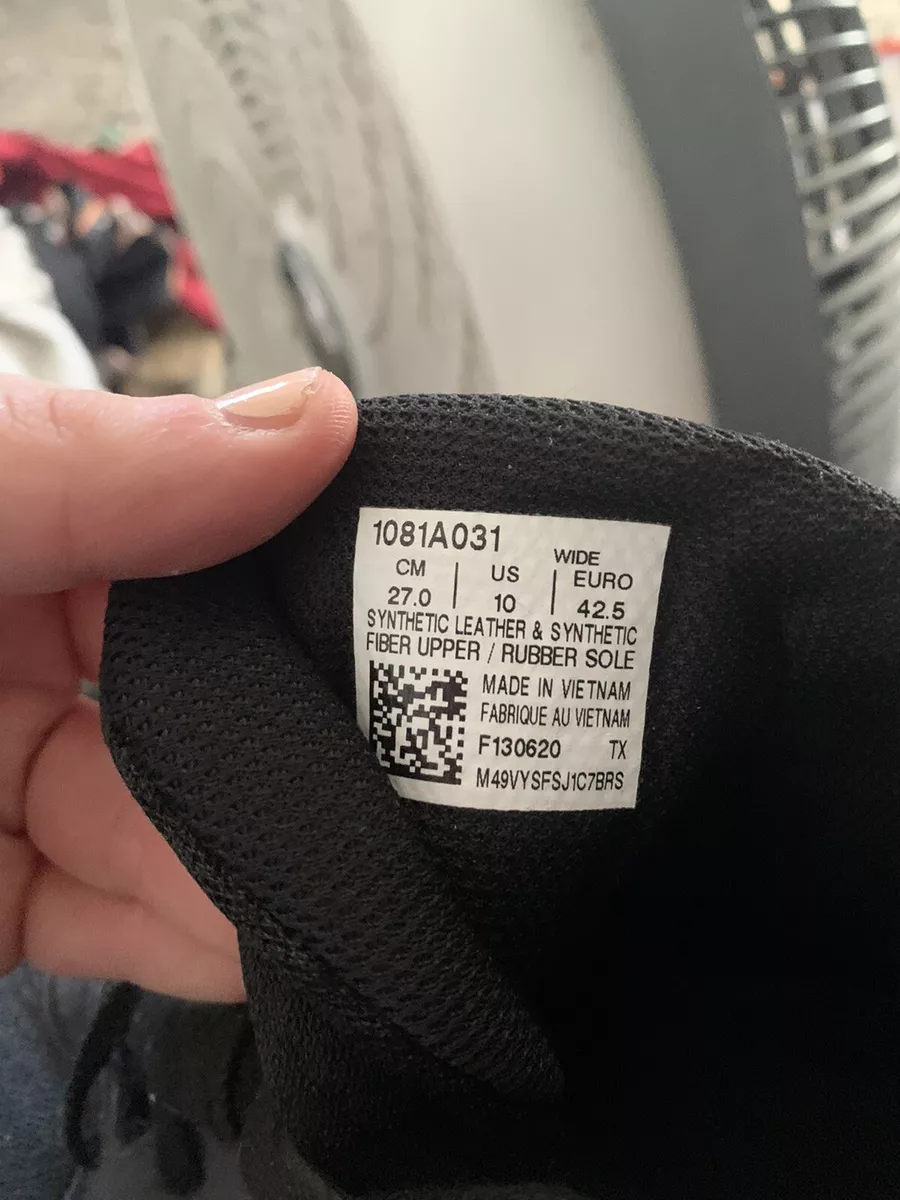 1081A031
WIDE
CM | US | EURO
27.0 | 10 | 42.5
SYNTHETIC LEATHER & SYNTHETIC
FIBER UPPER / RUBBER SOLE
MADE IN VIETNAM
FABRIQUE AU VIETNAM
F130620 TX
M49VYSFSJ1C7BRS